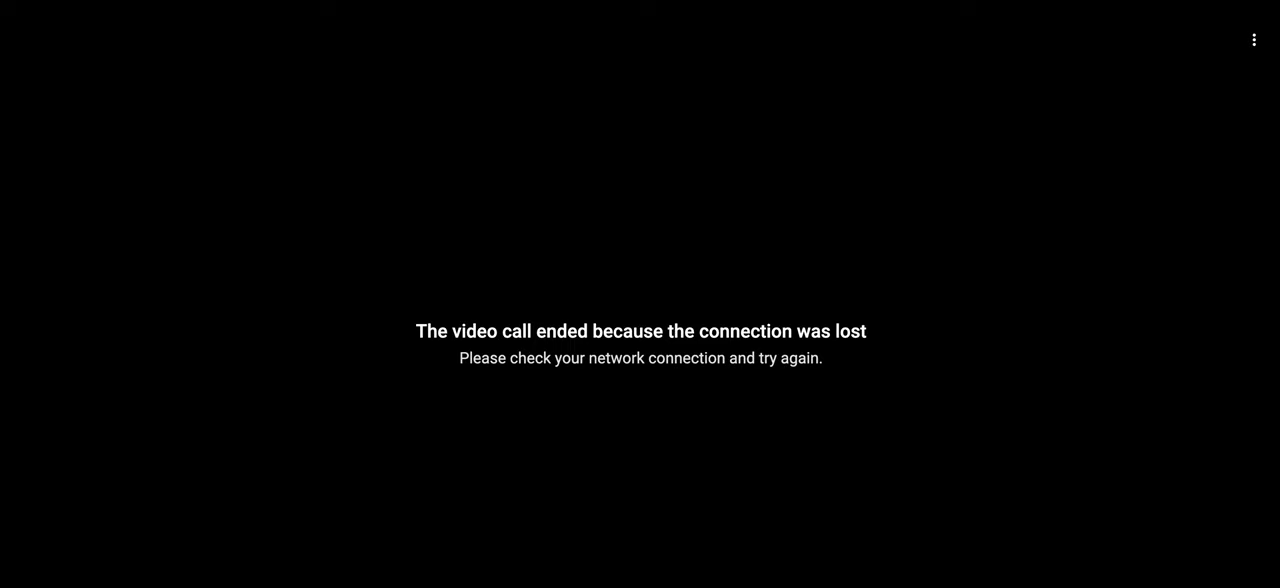 The video call ended because the connection was lost
Please check your network connection and try again.